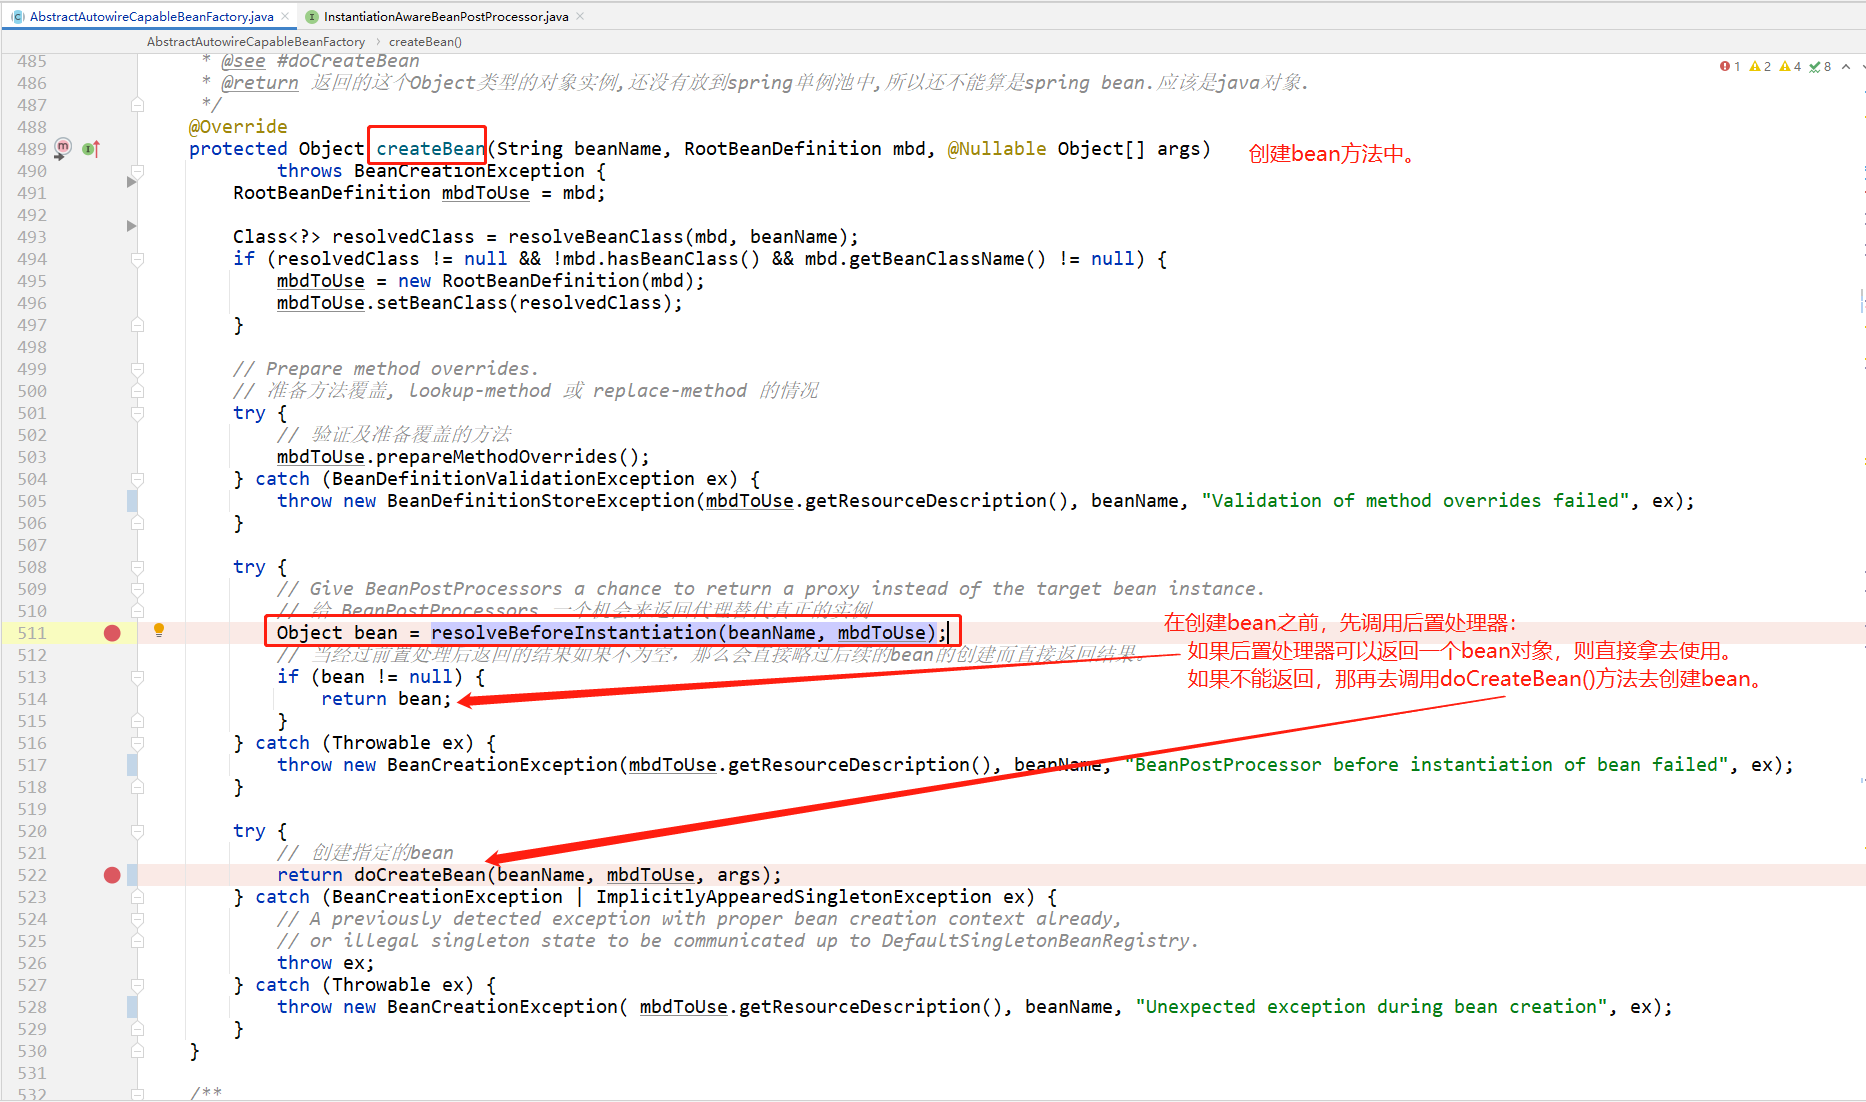 AbstractAutowireCapableBeanFactory.java InstantiationAwareBeanPostProcessor.java
AbstractAutowireCapableBeanFactory createBean()
485 * @see #doCreateBean
1 2 4 8
486 * @return 返回的这个Object类型的对象实例,还没有放到spring单例池中,所以还不能算是spring bean.应该是java对象.
487 */
488 @Override
489 protected Object createBean(String beanName, RootBeanDefinition mbd, @Nullable Object[] args) 创建bean方法中。
490 throws BeanCreationException {
491 RootBeanDefinition mbdToUse = mbd;
492
493 Class<?> resolvedClass = resolveBeanClass(mbd, beanName);
494 if (resolvedClass != null && !mbd.hasBeanClass() && mbd.getBeanClassName() != null) {
495 mbdToUse = new RootBeanDefinition(mbd);
496 mbdToUse.setBeanClass(resolvedClass);
497 }
498
499 // Prepare method overrides.
500 // 准备方法覆盖, lookup-method 或 replace-method 的情况
501 try {
502 // 验证及准备覆盖的方法
503 mbdToUse.prepareMethodOverrides();
504 } catch (BeanDefinitionValidationException ex) {
505 throw new BeanDefinitionStoreException(mbdToUse.getResourceDescription(), beanName, "Validation of method overrides failed", ex);
506 }
507
508 try {
509 // Give BeanPostProcessors a chance to return a proxy instead of the target bean instance.
510 // 给 BeanPostProcessors 一个机会来返回代理替代真正的实例
511 Object bean = resolveBeforeInstantiation(beanName, mbdToUse);
在创建bean之前，先调用后置处理器：
512 // 当经过前置处理后返回的结果如果不为空，那么会直接略过后续的bean的创建而直接返回结果。
如果后置处理器可以返回一个bean对象，则直接拿去使用。
513 if (bean != null) {
如果不能返回，那再去调用doCreateBean()方法去创建bean。
514 return bean;
515 }
516 } catch (Throwable ex) {
517 throw new BeanCreationException(mbdToUse.getResourceDescription(), beanName, "BeanPostProcessor before instantiation of bean failed", ex);
518 }
519
520 try {
521 // 创建指定的bean
522 return doCreateBean(beanName, mbdToUse, args);
523 } catch (BeanCreationException | ImplicitlyAppearedSingletonException ex) {
524 // A previously detected exception with proper bean creation context already,
525 // or illegal singleton state to be communicated up to DefaultSingletonBeanRegistry.
526 throw ex;
527 } catch (Throwable ex) {
528 throw new BeanCreationException( mbdToUse.getResourceDescription(), beanName, "Unexpected exception during bean creation", ex);
529 }
530 }
531
532 /**